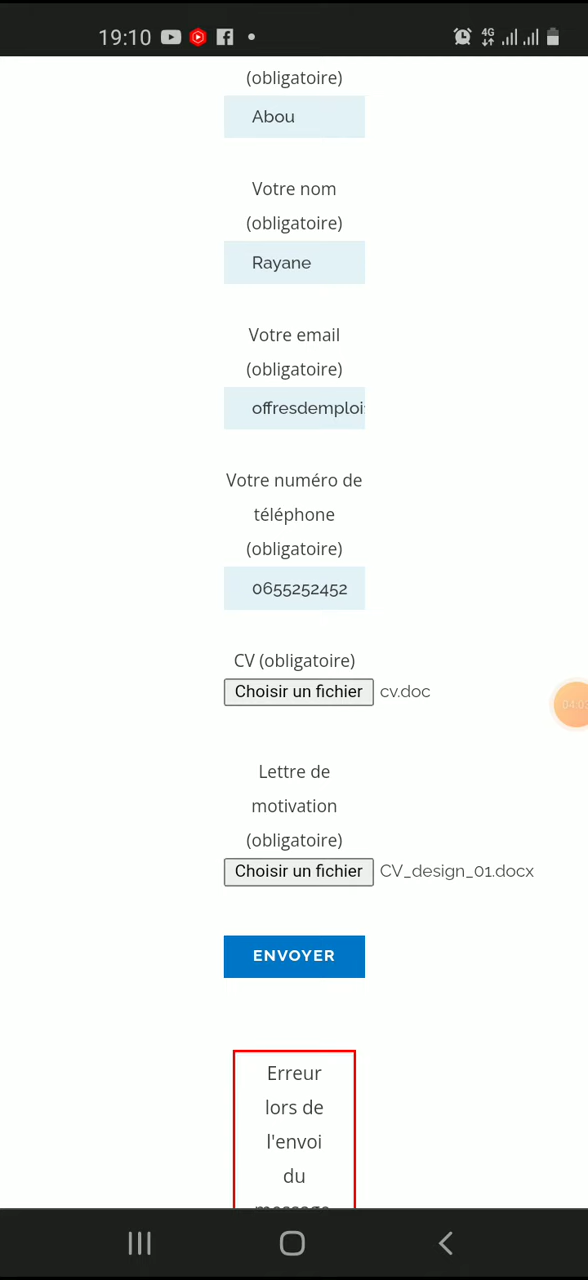 19:10
4G
(obligatoire)
Abou
Votre nom
(obligatoire)
Rayane
Votre email
(obligatoire)
offresdemploi
Votre numéro de
téléphone
(obligatoire)
0655252452
CV (obligatoire)
Choisir un fichier cv.doc
Lettre de
motivation
(obligatoire)
Choisir un fichier CV_design_01.docx
ENVOYER
Erreur
lors de
l'envoi
du
message